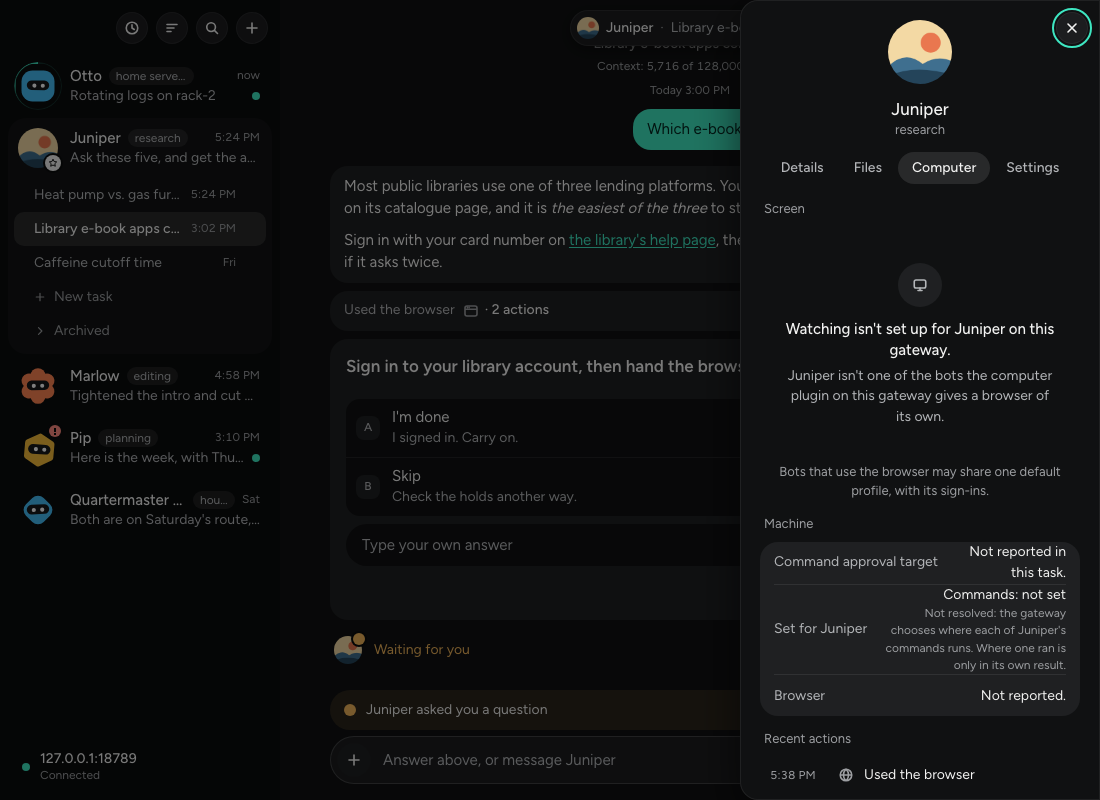 Otto home serve... now
Rotating logs on rack-2
Juniper research 5:24 PM
Ask these five, and get the a...
Heat pump vs. gas fur... 5:24 PM
Library e-book apps c... 3:02 PM
Caffeine cutoff time Fri
New task
Archived
Marlow editing 4:58 PM
Tightened the intro and cut ...
Pip planning 3:10 PM
Here is the week, with Thu...
Quartermaster ... hou... Sat
Both are on Saturday's route,...
127.0.0.1:18789
Connected
Juniper · Library e-b
Library e-book apps
Context: 5,716 of 128,000
Today 3:00 PM
Which e-book
Most public libraries use one of three lending platforms. You
on its catalogue page, and it is the easiest of the three to st
Sign in with your card number on the library's help page, the
if it asks twice.
Used the browser · 2 actions
Sign in to your library account, then hand the brows
A I'm done
I signed in. Carry on.
B Skip
Check the holds another way.
Type your own answer
Waiting for you
Juniper asked you a question
Answer above, or message Juniper
Juniper
research
Details Files Computer Settings
Screen
Watching isn't set up for Juniper on this
gateway.
Juniper isn't one of the bots the computer
plugin on this gateway gives a browser of
its own.
Bots that use the browser may share one default
profile, with its sign-ins.
Machine
Command approval target Not reported in
this task.
Set for Juniper Commands: not set
Not resolved: the gateway
chooses where each of Juniper's
commands runs. Where one ran is
only in its own result.
Browser Not reported.
Recent actions
5:38 PM Used the browser